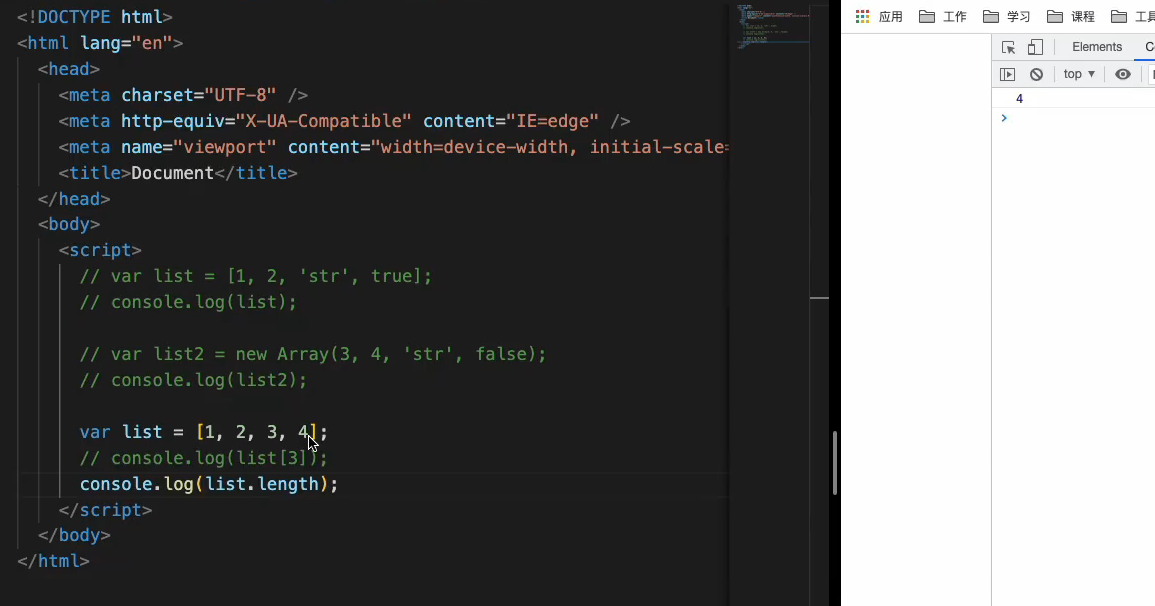 <!DOCTYPE html>
<html lang="en">
<head>
<meta charset="UTF-8" />
<meta http-equiv="X-UA-Compatible" content="IE=edge" />
<meta name="viewport" content="width=device-width, initial-scale=
<title>Document</title>
</head>
<body>
<script>
// var list = [1, 2, 'str', true];
// console.log(list);
// var list2 = new Array(3, 4, 'str', false);
// console.log(list2);
var list = [1, 2, 3, 4];
// console.log(list[3]);
console.log(list.length);
</script>
</body>
</html>
应用 工作 学习 课程
Elements
top ▼
4
>